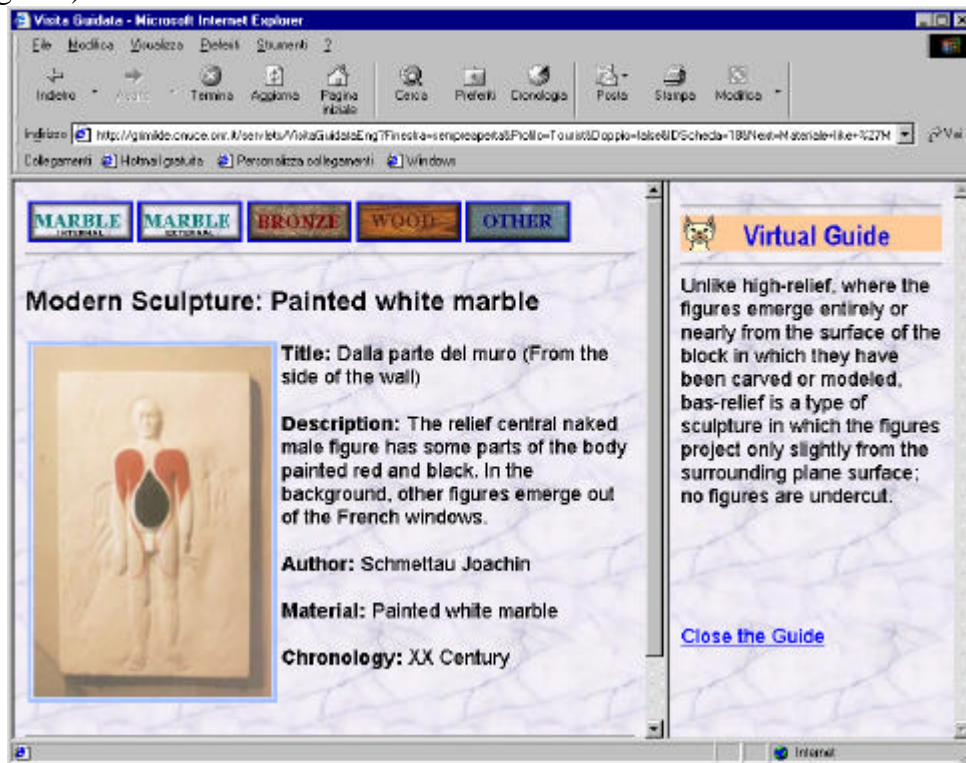 Visita Guidata - Microsoft Internet Explorer
File Modifica Visualizza Preferiti Strumenti ?
Indietro Avanti Termina Aggiorna Pagina iniziale Cerca Preferiti Cronologia Posta Stampa Modifica
Indirizzo Vai
Collegamenti Hotmail gratuita Personalizza collegamenti Windows
MARBLE INTERNAL MARBLE EXTERNAL BRONZE WOOD OTHER
Modern Sculpture: Painted white marble
Title: Dalla parte del muro (From the
side of the wall)
Description: The relief central naked
male figure has some parts of the body
painted red and black. In the
background, other figures emerge out
of the French windows.
Author: Schmettau Joachin
Material: Painted white marble
Chronology: XX Century
Virtual Guide
Unlike high-relief, where the
figures emerge entirely or
nearly from the surface of the
block in which they have
been carved or modeled,
bas-relief is a type of
sculpture in which the figures
project only slightly from the
surrounding plane surface;
no figures are undercut.
Close the Guide
Internet